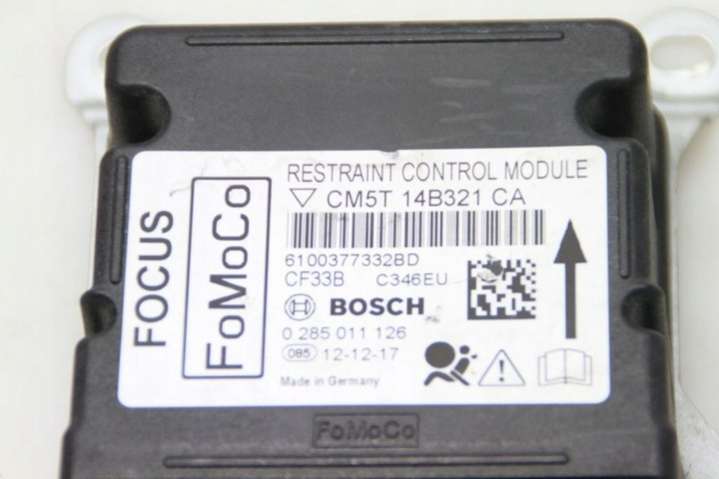 RESTRAINT CONTROL MODULE
CM5T 14B321 CA
6100377332BD
CF33B C346EU
BOSCH
0 285 011 126
085 12-12-17
Made in Germany
FOCUS
FoMoCo
FoMoCo